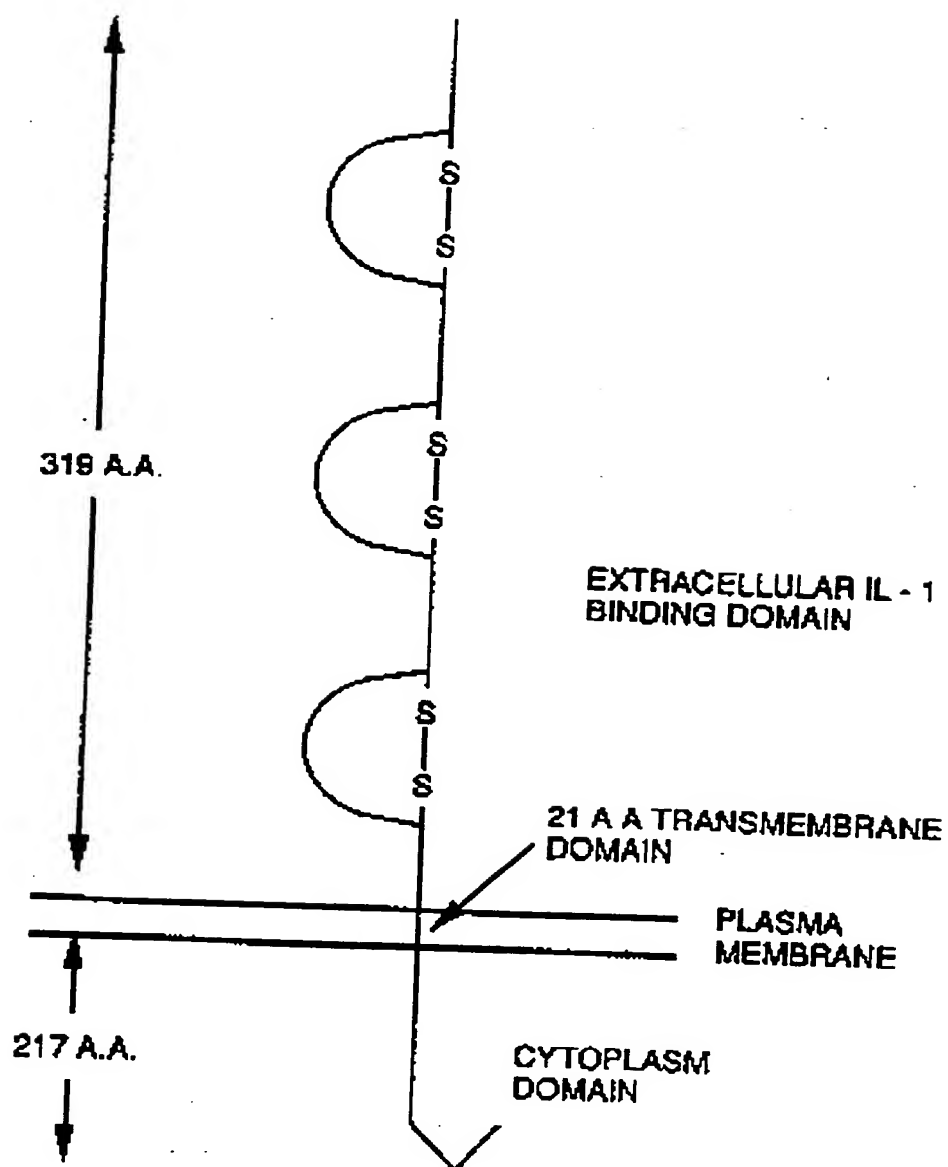 S
S
S
S
319 A.A.
EXTRACELLULAR IL - 1
BINDING DOMAIN
S
S
21 A A TRANSMEMBRANE
DOMAIN
PLASMA
MEMBRANE
217 A.A.
CYTOPLASM
DOMAIN